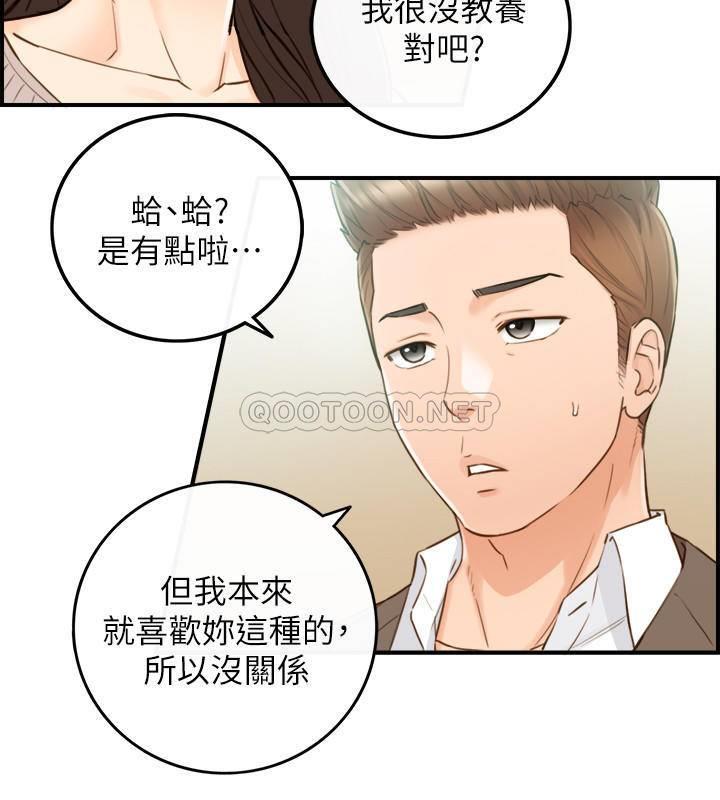 我很沒教養
對吧?
蛤、蛤?
是有點啦…
QOOTOON.NET
但我本來
就喜歡妳這種的，
所以沒關係